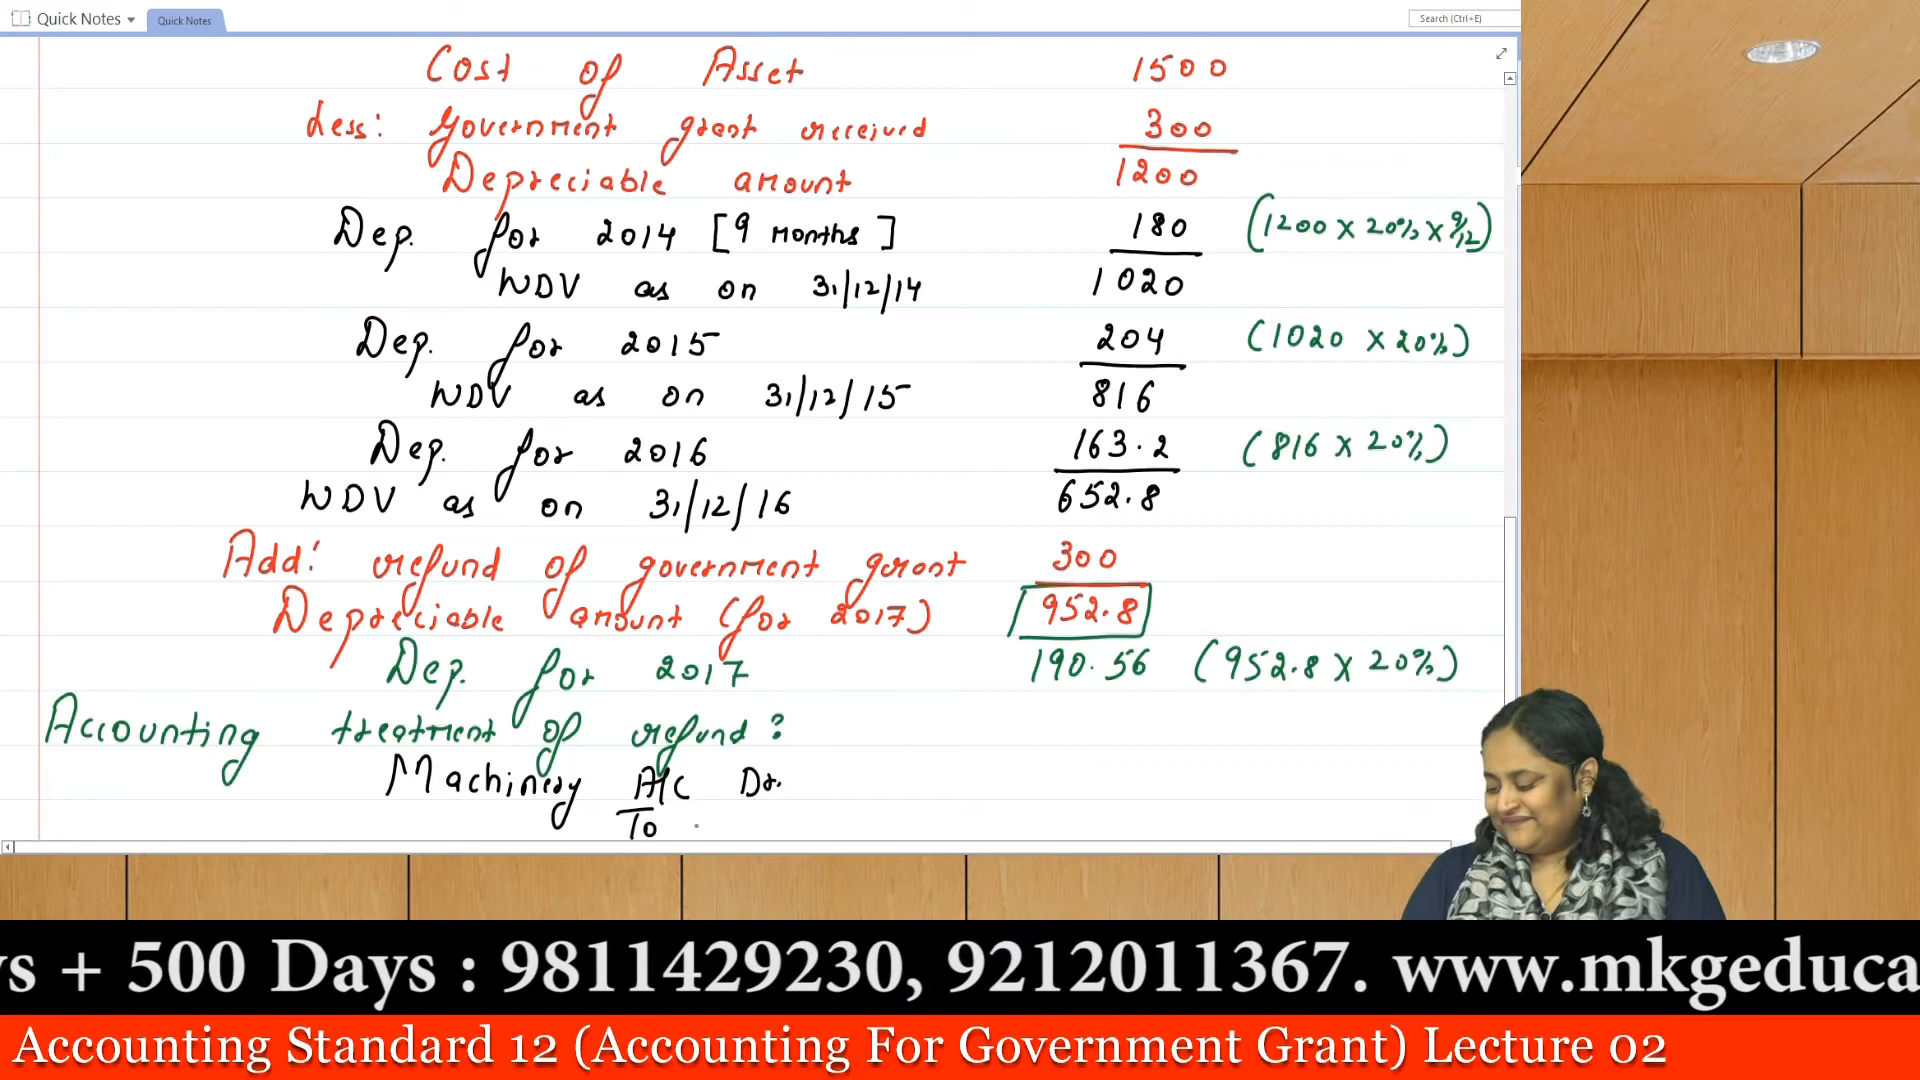 Quick Notes
Quick Notes
Search (Ctrl+E)
Cost of Asset 1500
Less: Government grant received 300
Depreciable amount 1200
Dep. for 2014 [9 Months] 180 (1200 x 20% x 9/12)
WDV as on 31/12/14 1020
Dep. for 2015 204 (1020 x 20%)
WDV as on 31/12/15 816
Dep. for 2016 163.2 (816 x 20%)
WDV as on 31/12/16 652.8
Add: refund of government grant 300
Depreciable amount (for 2017) 952.8
Dep. for 2017 190.56 (952.8 x 20%)
Accounting treatment of refund:
Machinery A/C Dr.
To
ys + 500 Days : 9811429230, 9212011367. www.mkgeduca
Accounting Standard 12 (Accounting For Government Grant) Lecture 02